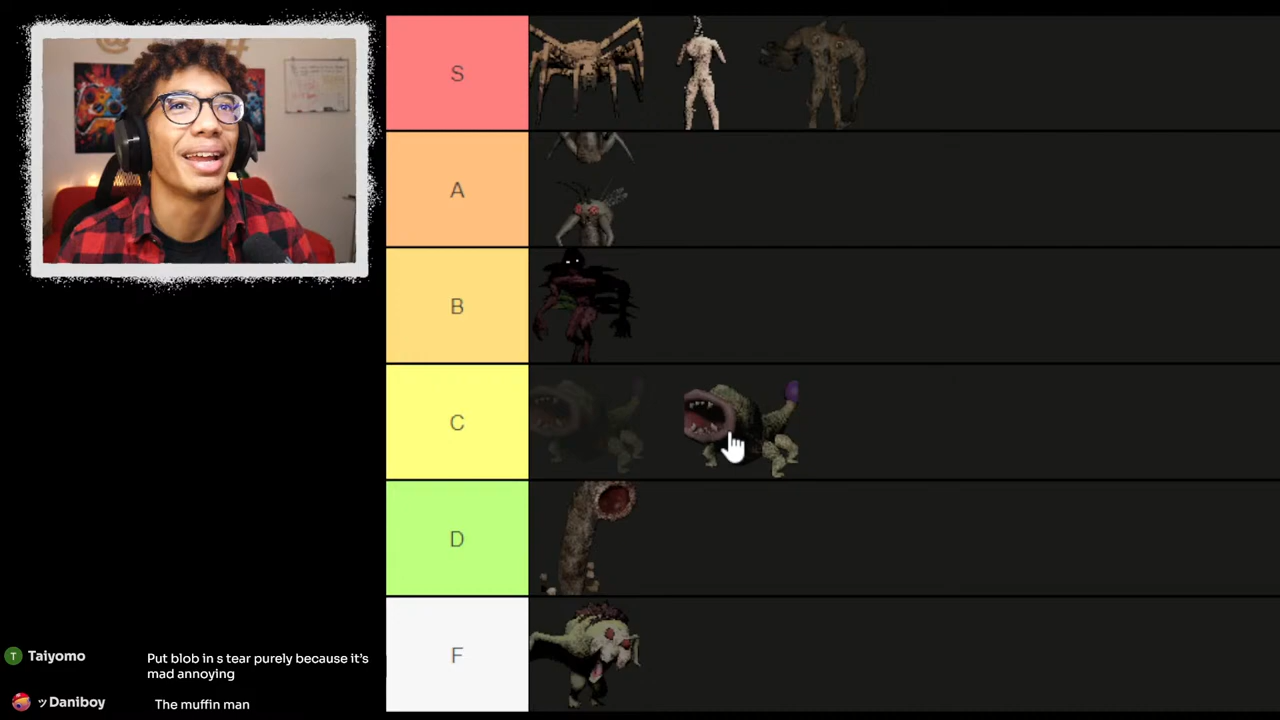 S
A
B
C
D
F
T Taiyomo
Put blob in s tear purely because it's
mad annoying
ッDaniboy
The muffin man